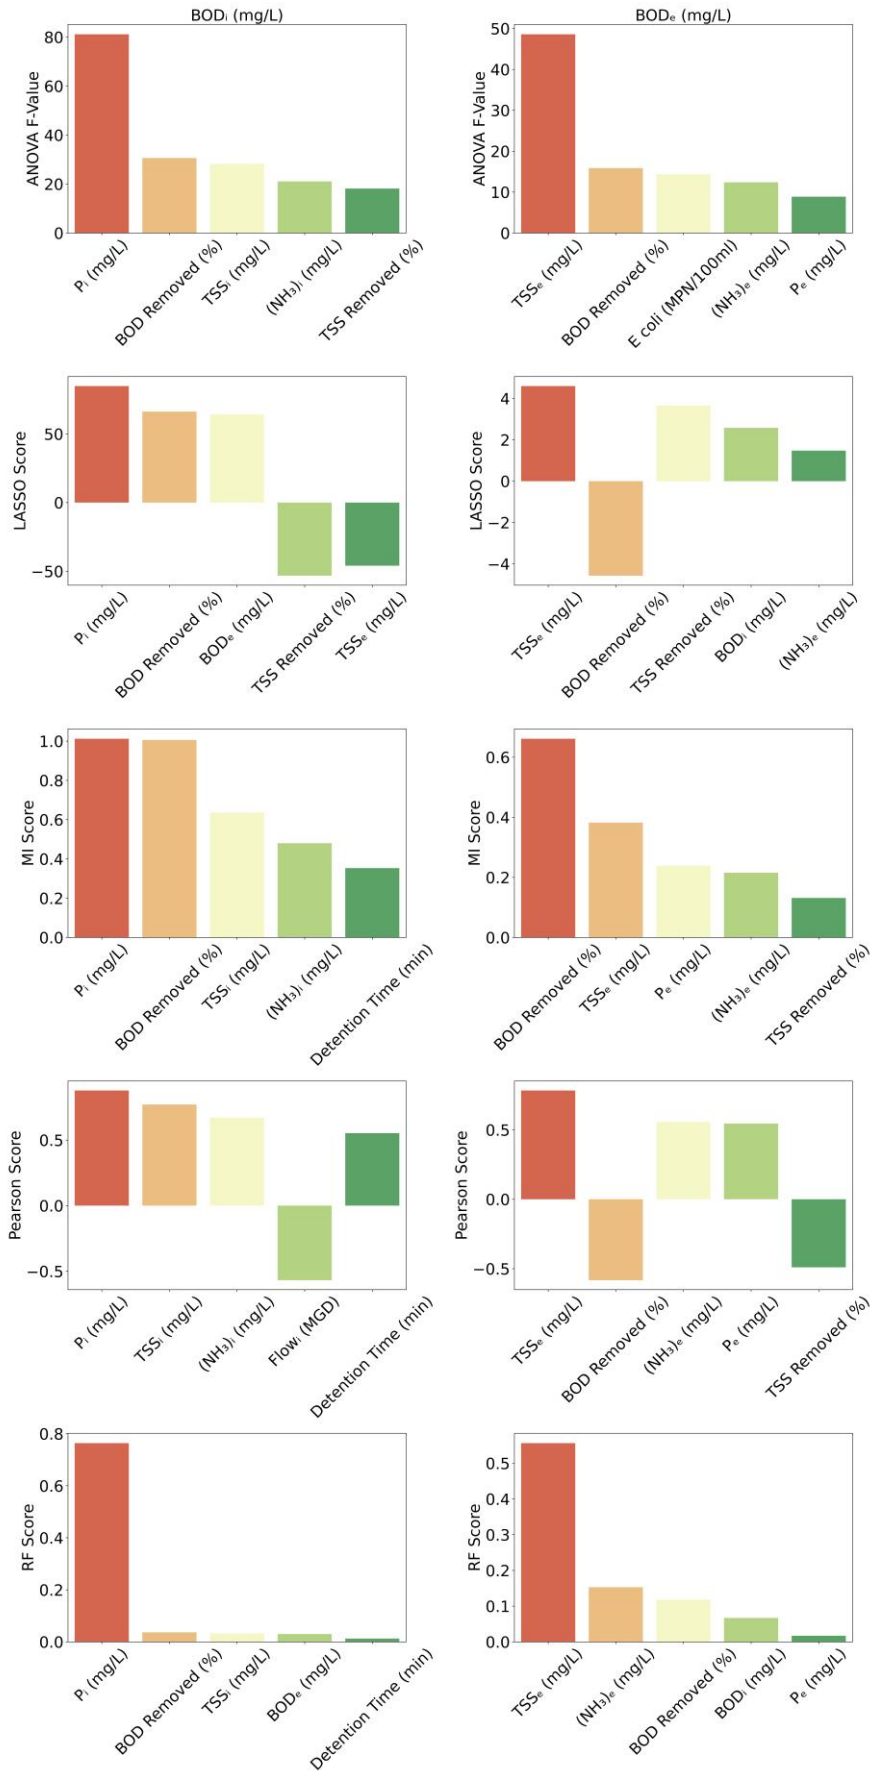 BODᵢ (mg/L)
ANOVA F-Value
80
60
40
20
0
Pᵢ (mg/L)
BOD Removed (%)
TSSᵢ (mg/L)
(NH₃)ᵢ (mg/L)
TSS Removed (%)
BODₑ (mg/L)
ANOVA F-Value
50
40
30
20
10
0
TSSₑ (mg/L)
BOD Removed (%)
E coli (MPN/100ml)
(NH₃)ₑ (mg/L)
Pₑ (mg/L)
LASSO Score
50
0
−50
Pᵢ (mg/L)
BOD Removed (%)
BODₑ (mg/L)
TSS Removed (%)
TSSₑ (mg/L)
LASSO Score
4
2
0
−2
−4
TSSₑ (mg/L)
BOD Removed (%)
TSS Removed (%)
BODᵢ (mg/L)
(NH₃)ₑ (mg/L)
MI Score
1.0
0.8
0.6
0.4
0.2
0.0
Pᵢ (mg/L)
BOD Removed (%)
TSSᵢ (mg/L)
(NH₃)ᵢ (mg/L)
Detention Time (min)
MI Score
0.6
0.4
0.2
0.0
BOD Removed (%)
TSSₑ (mg/L)
Pₑ (mg/L)
(NH₃)ₑ (mg/L)
TSS Removed (%)
Pearson Score
0.5
0.0
−0.5
Pᵢ (mg/L)
TSSᵢ (mg/L)
(NH₃)ᵢ (mg/L)
Flowᵢ (MGD)
Detention Time (min)
Pearson Score
0.5
0.0
−0.5
TSSₑ (mg/L)
BOD Removed (%)
(NH₃)ₑ (mg/L)
Pₑ (mg/L)
TSS Removed (%)
RF Score
0.8
0.6
0.4
0.2
0.0
Pᵢ (mg/L)
BOD Removed (%)
TSSᵢ (mg/L)
BODₑ (mg/L)
Detention Time (min)
RF Score
0.5
0.4
0.3
0.2
0.1
0.0
TSSₑ (mg/L)
(NH₃)ₑ (mg/L)
BOD Removed (%)
BODᵢ (mg/L)
Pₑ (mg/L)